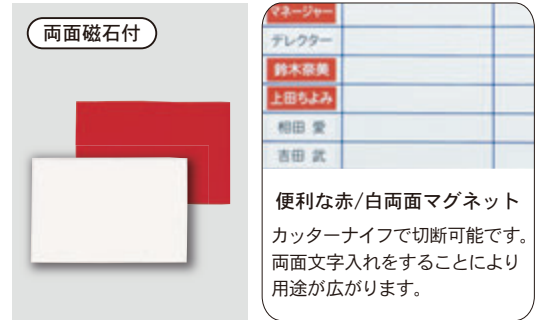 両面磁石付
マネージャー
デレクター
鈴木奈美
上田ちよみ
相田 愛
吉田 武
便利な赤/白両面マグネット
カッターナイフで切断可能です。
両面文字入れをすることにより
用途が広がります。